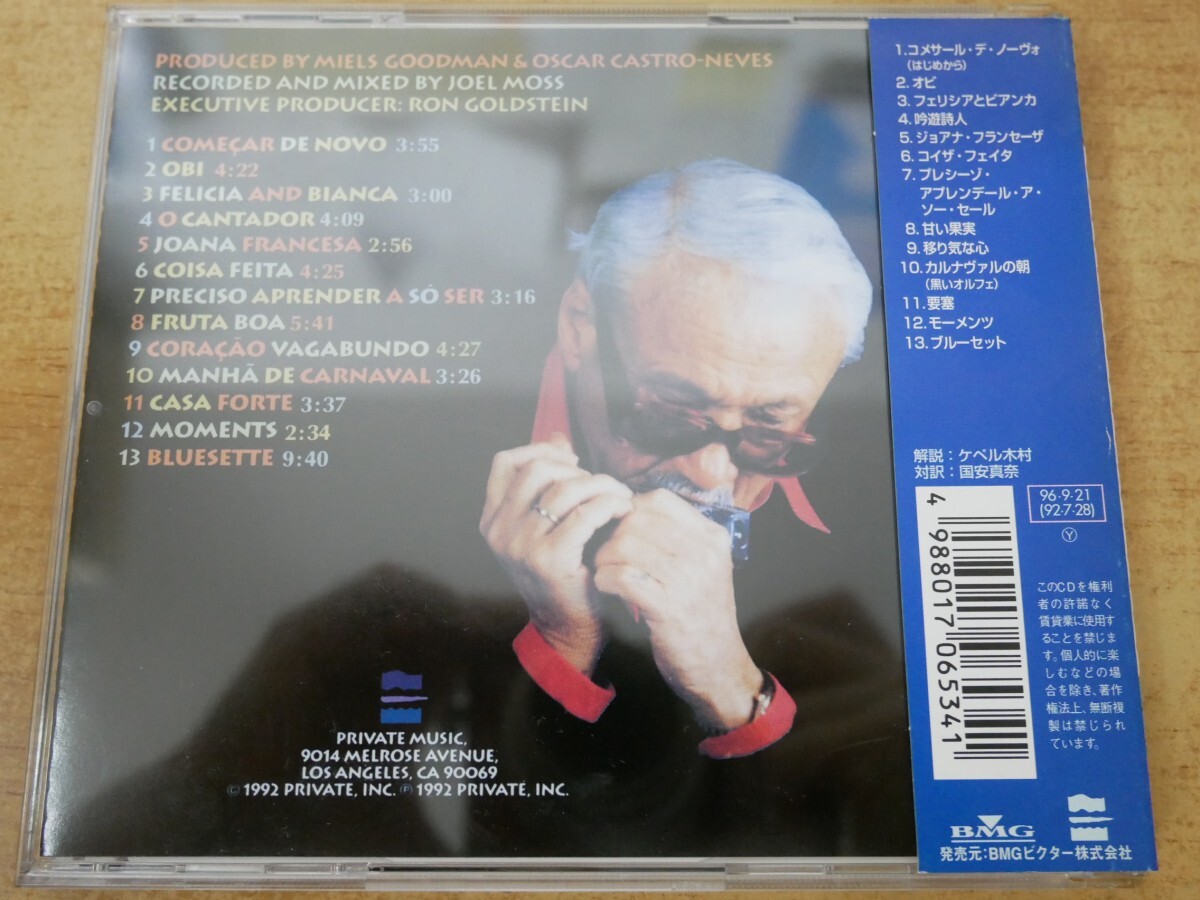 PRODUCED BY MIELS GOODMAN & OSCAR CASTRO-NEVES
RECORDED AND MIXED BY JOEL MOSS
EXECUTIVE PRODUCER: RON GOLDSTEIN
1 COMEÇAR DE NOVO 3:55
2 OBI 4:22
3 FELICIA AND BIANCA 3:00
4 O CANTADOR 4:09
5 JOANA FRANCESA 2:56
6 COISA FEITA 4:25
7 PRECISO APRENDER A SÓ SER 3:16
8 FRUTA BOA 5:41
9 CORAÇÃO VAGABUNDO 4:27
10 MANHÃ DE CARNAVAL 3:26
11 CASA FORTE 3:37
12 MOMENTS 2:34
13 BLUESETTE 9:40
PRIVATE MUSIC,
9014 MELROSE AVENUE,
LOS ANGELES, CA 90069
© 1992 PRIVATE, INC. ℗ 1992 PRIVATE, INC.
1.コメサール・デ・ノーヴォ
(はじめから)
2.オビ
3.フェリシアとビアンカ
4.吟遊詩人
5.ジョアナ・フランセーザ
6.コイザ・フェイタ
7.プレシーゾ・
アプレンデール・ア・
ソー・セール
8.甘い果実
9.移り気な心
10.カルナヴァルの朝
(黒いオルフェ)
11.要塞
12.モーメンツ
13.ブルーセット
解説:ケペル木村
対訳:国安真奈
96・9・21
(92・7・28)
Ⓨ
4 988017 065341
このCDを権利
者の許諾なく
賃貸業に使用す
ることを禁じま
す。個人的に楽
しむなどの場
合を除き、著作
権法上、無断複
製は禁じられ
ています。
BMG
発売元:BMGビクター株式会社